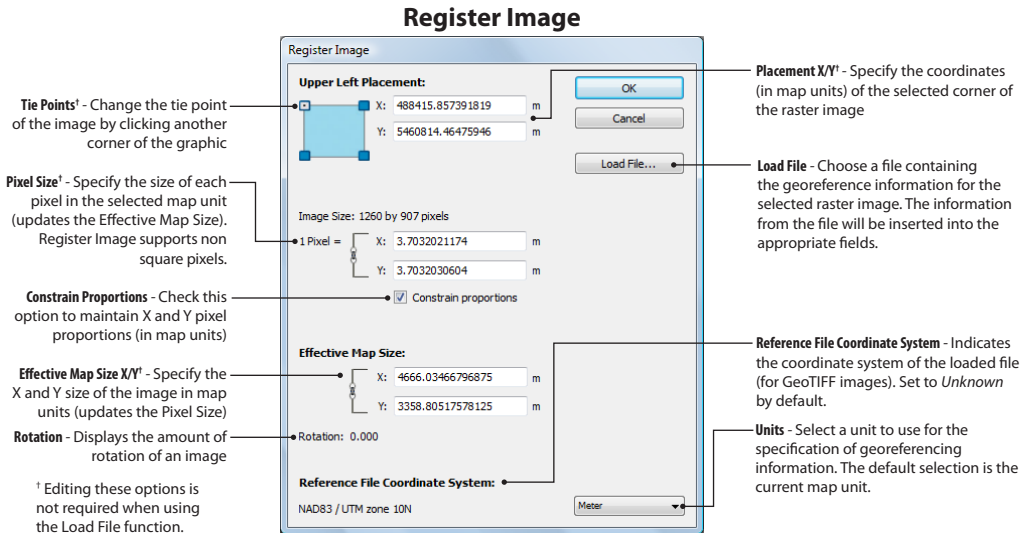 Register Image
Register Image
Upper Left Placement:
X: 488415.857391819 m
Y: 5460814.46475946 m
OK
Cancel
Load File...
Image Size: 1260 by 907 pixels
1 Pixel =
X: 3.7032021174 m
Y: 3.7032030604 m
Constrain proportions
Effective Map Size:
X: 4666.03466796875 m
Y: 3358.80517578125 m
Rotation: 0.000
Reference File Coordinate System:
NAD83 / UTM zone 10N
Meter
Tie Points† - Change the tie point
of the image by clicking another
corner of the graphic
Pixel Size† - Specify the size of each
pixel in the selected map unit
(updates the Effective Map Size).
Register Image supports non
square pixels.
Constrain Proportions - Check this
option to maintain X and Y pixel
proportions (in map units)
Effective Map Size X/Y† - Specify the
X and Y size of the image in map
units (updates the Pixel Size)
Rotation - Displays the amount of
rotation of an image
† Editing these options is
not required when using
the Load File function.
Placement X/Y† - Specify the coordinates
(in map units) of the selected corner of
the raster image
Load File - Choose a file containing
the georeference information for the
selected raster image. The information
from the file will be inserted into the
appropriate fields.
Reference File Coordinate System - Indicates
the coordinate system of the loaded file
(for GeoTIFF images). Set to Unknown
by default.
Units - Select a unit to use for the
specification of georeferencing
information. The default selection is the
current map unit.